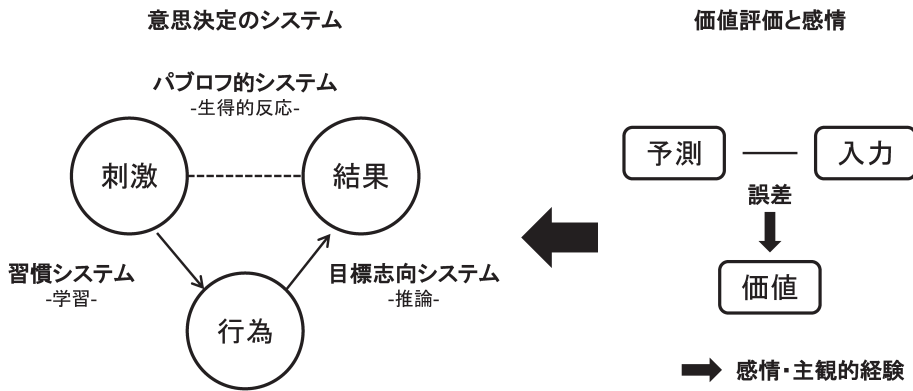 意思決定のシステム
価値評価と感情
パブロフ的システム
-生得的反応-
刺激
結果
習慣システム
-学習-
目標志向システム
-推論-
行為
予測
入力
誤差
価値
感情・主観的経験